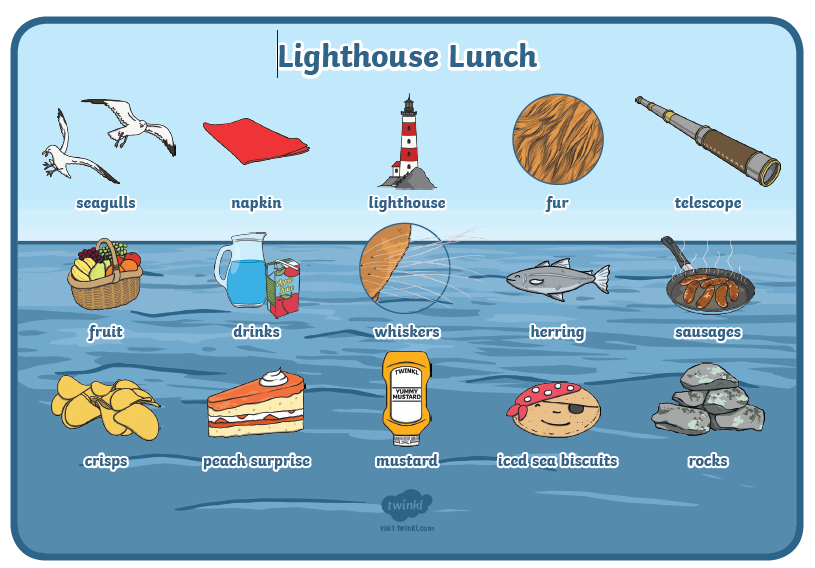 Lighthouse Lunch
seagulls
napkin
lighthouse
fur
telescope
fruit
drinks
whiskers
herring
sausages
TWINKL
YUMMY
MUSTARD
crisps
peach surprise
mustard
iced sea biscuits
rocks
twinkl
visit twinkl.com